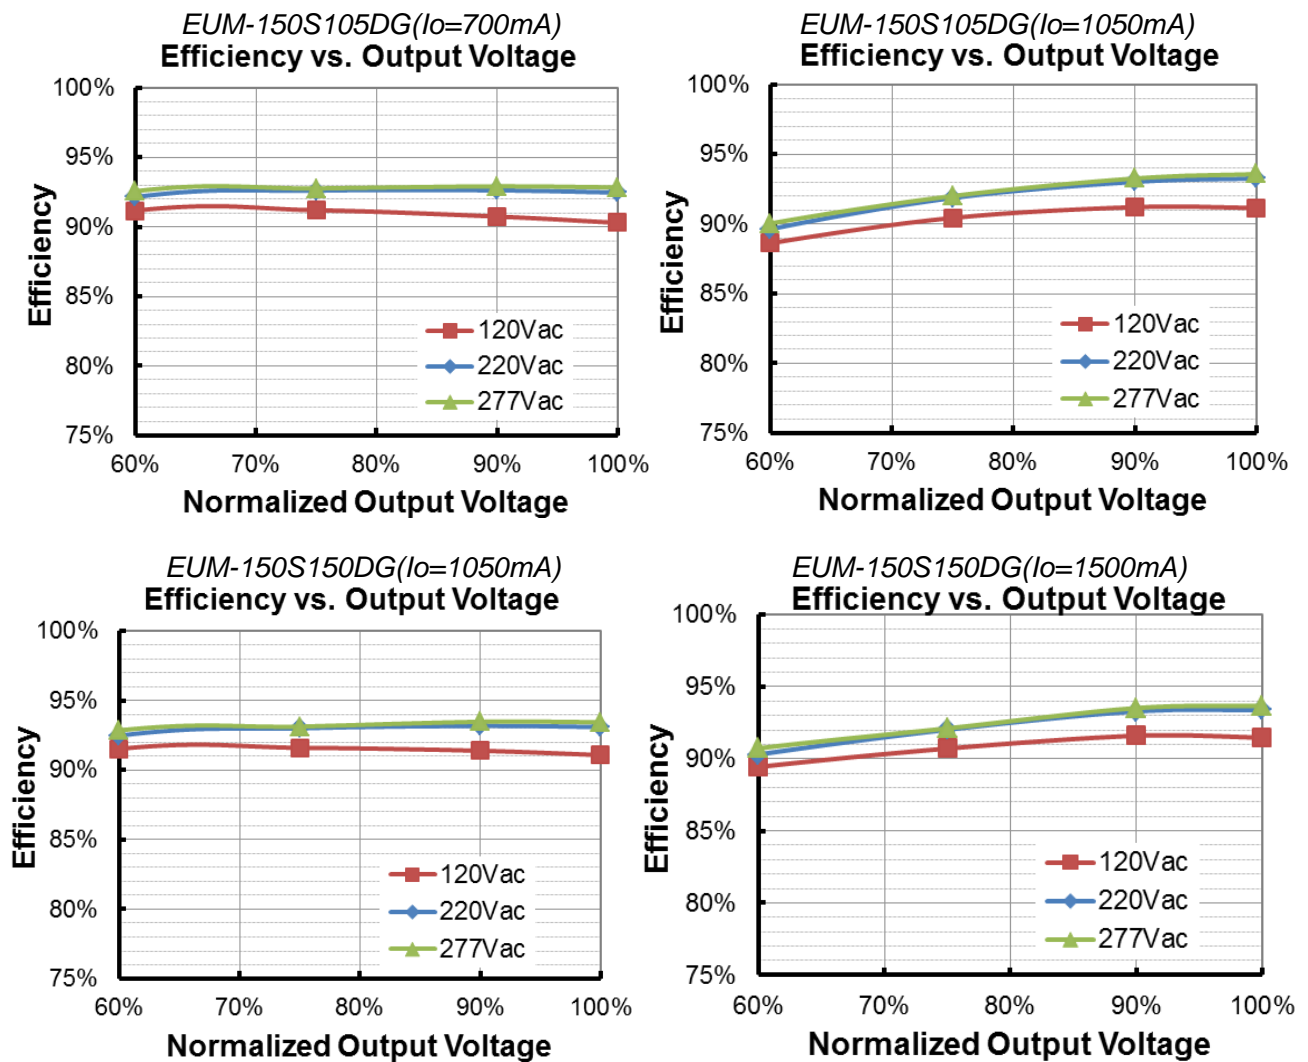 EUM-150S105DG(Io=700mA)
Efficiency vs. Output Voltage
100%
95%
90%
85%
80%
75%
Efficiency
120Vac
220Vac
277Vac
60%
70%
80%
90%
100%
Normalized Output Voltage
EUM-150S105DG(Io=1050mA)
Efficiency vs. Output Voltage
100%
95%
90%
85%
80%
75%
Efficiency
120Vac
220Vac
277Vac
60%
70%
80%
90%
100%
Normalized Output Voltage
EUM-150S150DG(Io=1050mA)
Efficiency vs. Output Voltage
100%
95%
90%
85%
80%
75%
Efficiency
120Vac
220Vac
277Vac
60%
70%
80%
90%
100%
Normalized Output Voltage
EUM-150S150DG(Io=1500mA)
Efficiency vs. Output Voltage
100%
95%
90%
85%
80%
75%
Efficiency
120Vac
220Vac
277Vac
60%
70%
80%
90%
100%
Normalized Output Voltage